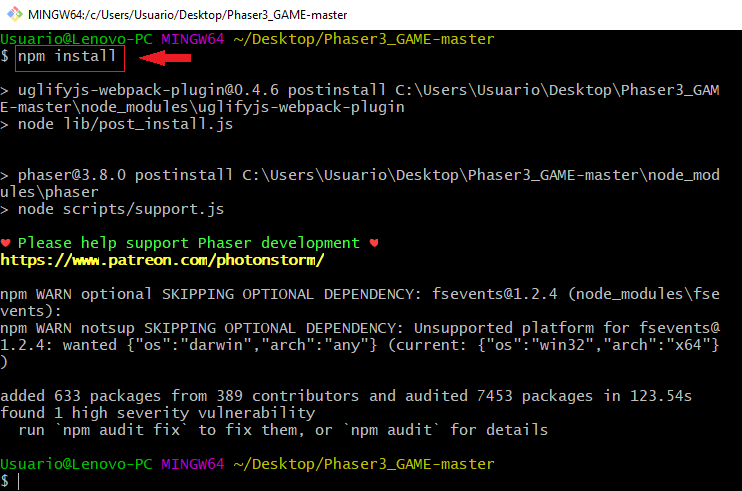 MINGW64:/c/Users/Usuario/Desktop/Phaser3_GAME-master
Usuario@Lenovo-PC MINGW64 ~/Desktop/Phaser3_GAME-master
$ npm install
> uglifyjs-webpack-plugin@0.4.6 postinstall C:\Users\Usuario\Desktop\Phaser3_GAM
E-master\node_modules\uglifyjs-webpack-plugin
> node lib/post_install.js
> phaser@3.8.0 postinstall C:\Users\Usuario\Desktop\Phaser3_GAME-master\node_mod
ules\phaser
> node scripts/support.js
♥ Please help support Phaser development ♥
https://www.patreon.com/photonstorm/
npm WARN optional SKIPPING OPTIONAL DEPENDENCY: fsevents@1.2.4 (node_modules\fse
vents):
npm WARN notsup SKIPPING OPTIONAL DEPENDENCY: Unsupported platform for fsevents@
1.2.4: wanted {"os":"darwin","arch":"any"} (current: {"os":"win32","arch":"x64"}
)
added 633 packages from 389 contributors and audited 7453 packages in 123.54s
found 1 high severity vulnerability
  run `npm audit fix` to fix them, or `npm audit` for details
Usuario@Lenovo-PC MINGW64 ~/Desktop/Phaser3_GAME-master
$